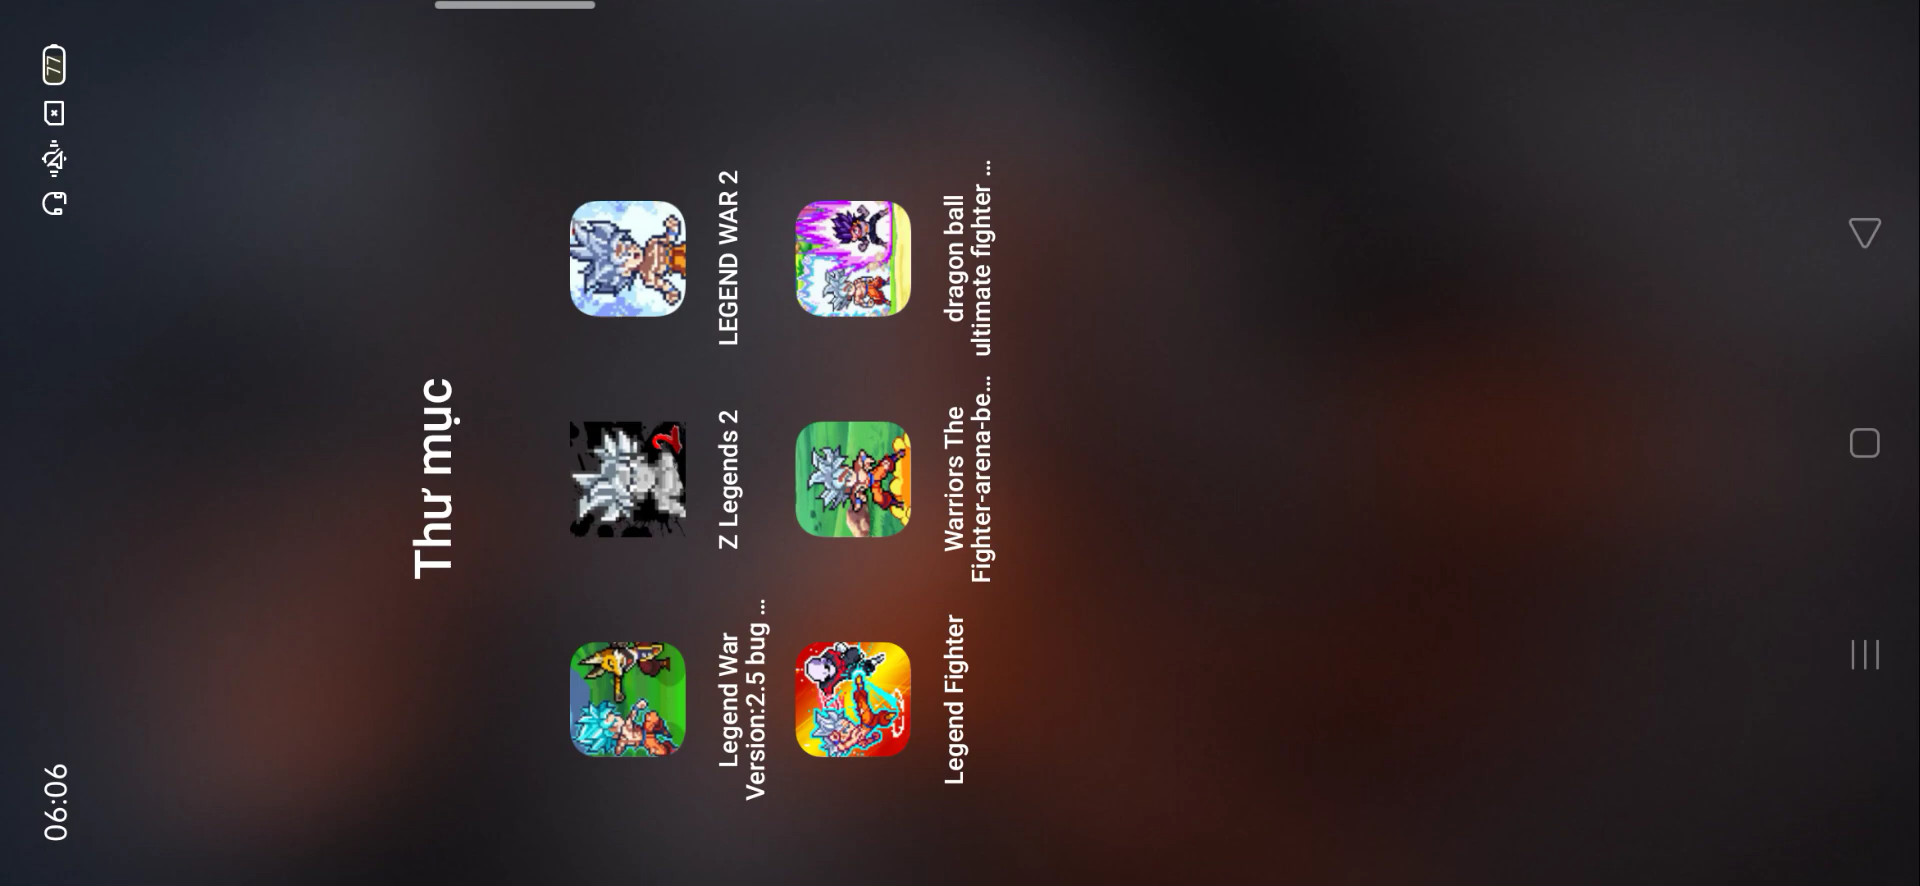 06:06
77
Thư mục
Legend War
Version:2.5 bug ...
Z Legends 2
2
LEGEND WAR 2
Legend Fighter
Warriors The
Fighter-arena-be...
dragon ball
ultimate fighter ...